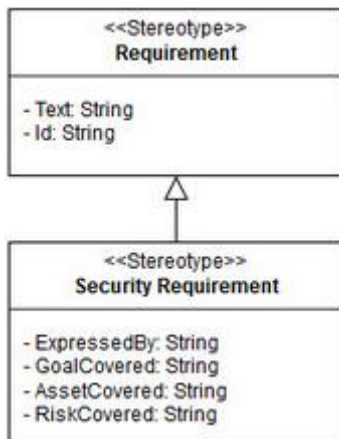 <<Stereotype>>
Requirement
- Text: String
- Id: String
<<Stereotype>>
Security Requirement
- ExpressedBy: String
- GoalCovered: String
- AssetCovered: String
- RiskCovered: String